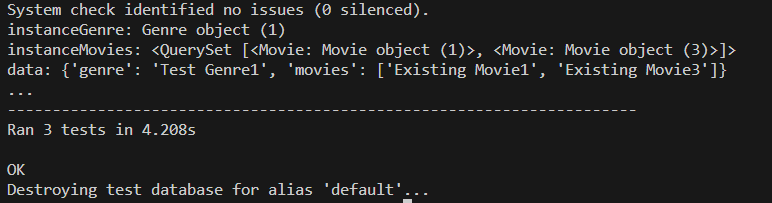 System check identified no issues (0 silenced).
instanceGenre: Genre object (1)
instanceMovies: <QuerySet [<Movie: Movie object (1)>, <Movie: Movie object (3)>]>
data: {'genre': 'Test Genre1', 'movies': ['Existing Movie1', 'Existing Movie3']}
...
----------------------------------------------------------------------
Ran 3 tests in 4.208s
OK
Destroying test database for alias 'default'...